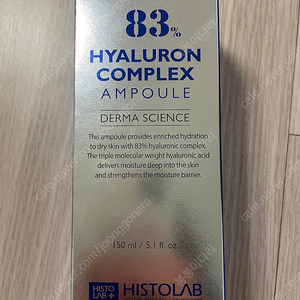 83%
HYALURON
COMPLEX
AMPOULE
DERMA SCIENCE
This ampoule provides enriched hydration
to dry skin with 83% hyaluronic complex.
The triple molecular weight hyaluronic acid
delivers moisture deep into the skin
and strengthens the moisture barrier.
150 ml / 5.1 fl. oz.
HISTO
LAB +
HISTOLAB